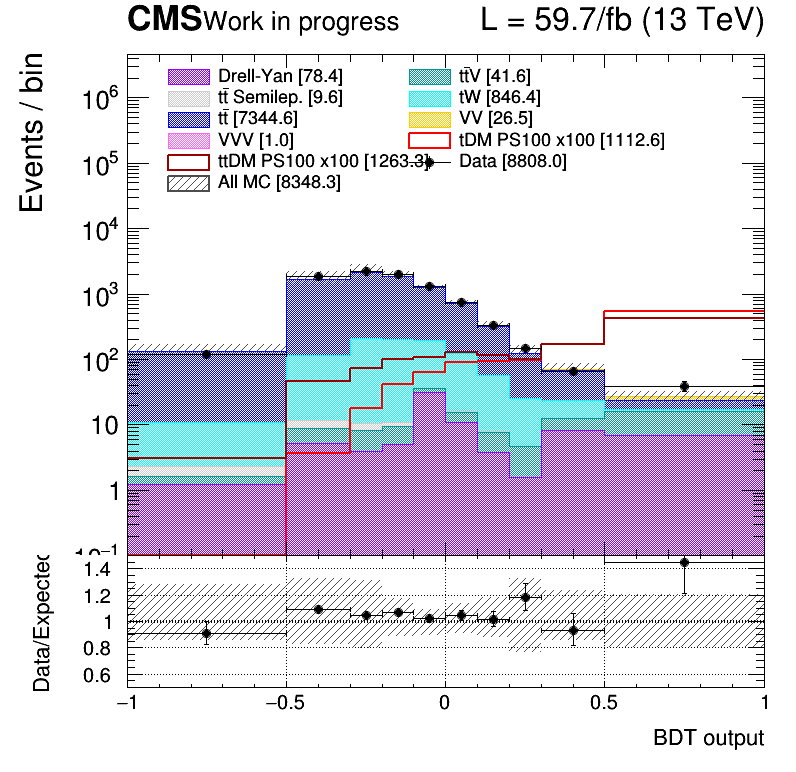 CMS Work in progress L = 59.7/fb (13 TeV)
Events / bin
Drell-Yan [78.4] tt̄V [41.6]
tt̄ Semilep. [9.6] tW [846.4]
tt̄ [7344.6] VV [26.5]
VVV [1.0] tDM PS100 x100 [1112.6]
ttDM PS100 x100 [1263.3] Data [8808.0]
All MC [8348.3]
10⁶
10⁵
10⁴
10³
10²
10
1
10⁻¹
Data/Expected
1.4
1.2
1
0.8
0.6
−1 −0.5 0 0.5 1
BDT output